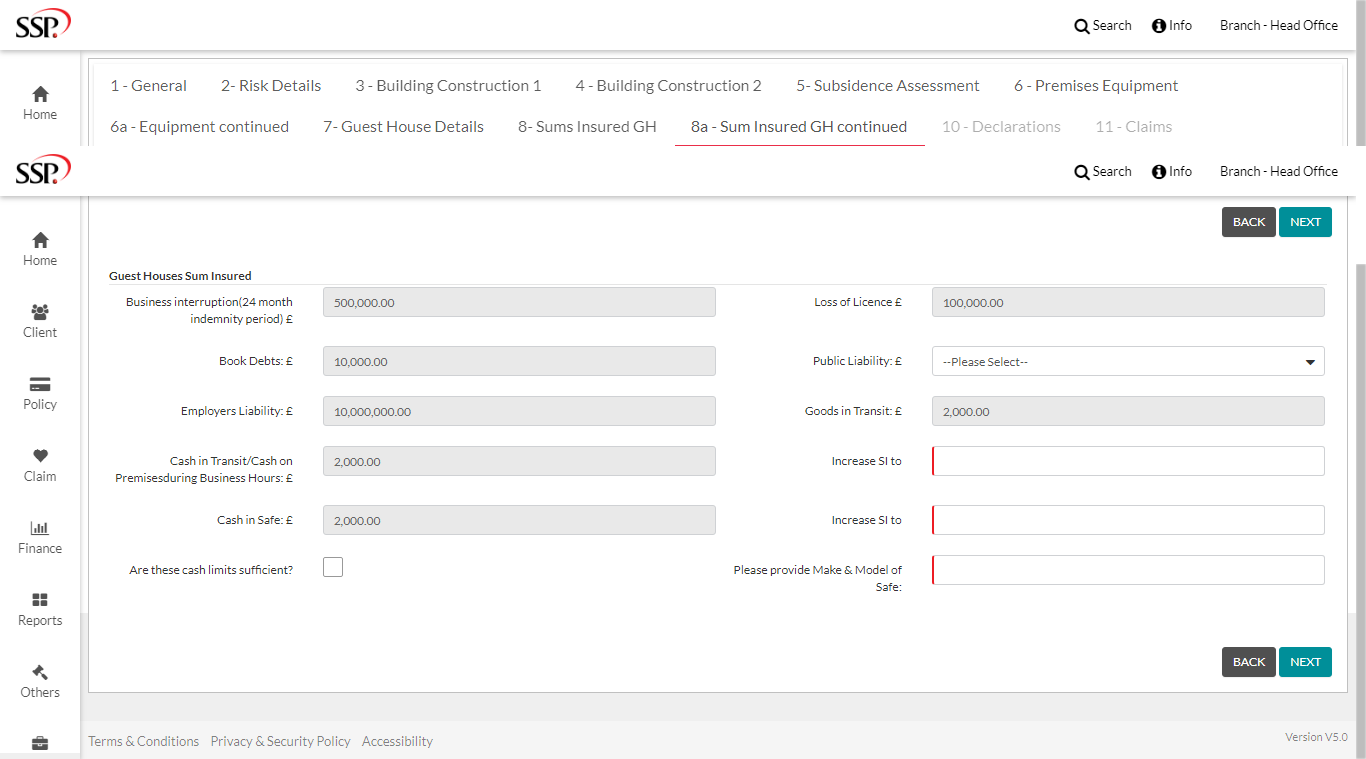 SSP.
Search
Info
Branch - Head Office
Home
1 - General
2- Risk Details
3 - Building Construction 1
4 - Building Construction 2
5- Subsidence Assessment
6 - Premises Equipment
6a - Equipment continued
7- Guest House Details
8- Sums Insured GH
8a - Sum Insured GH continued
10 - Declarations
11 - Claims
SSP.
Search
Info
Branch - Head Office
Home
Client
Policy
Claim
Finance
Reports
Others
BACK
NEXT
Guest Houses Sum Insured
Business interruption(24 month
indemnity period) £
500,000.00
Loss of Licence £
100,000.00
Book Debts: £
10,000.00
Public Liability: £
--Please Select--
Employers Liability: £
10,000,000.00
Goods in Transit: £
2,000.00
Cash in Transit/Cash on
Premisesduring Business Hours: £
2,000.00
Increase SI to
Cash in Safe: £
2,000.00
Increase SI to
Are these cash limits sufficient?
Please provide Make & Model of
Safe:
BACK
NEXT
Terms & Conditions
Privacy & Security Policy
Accessibility
Version V5.0